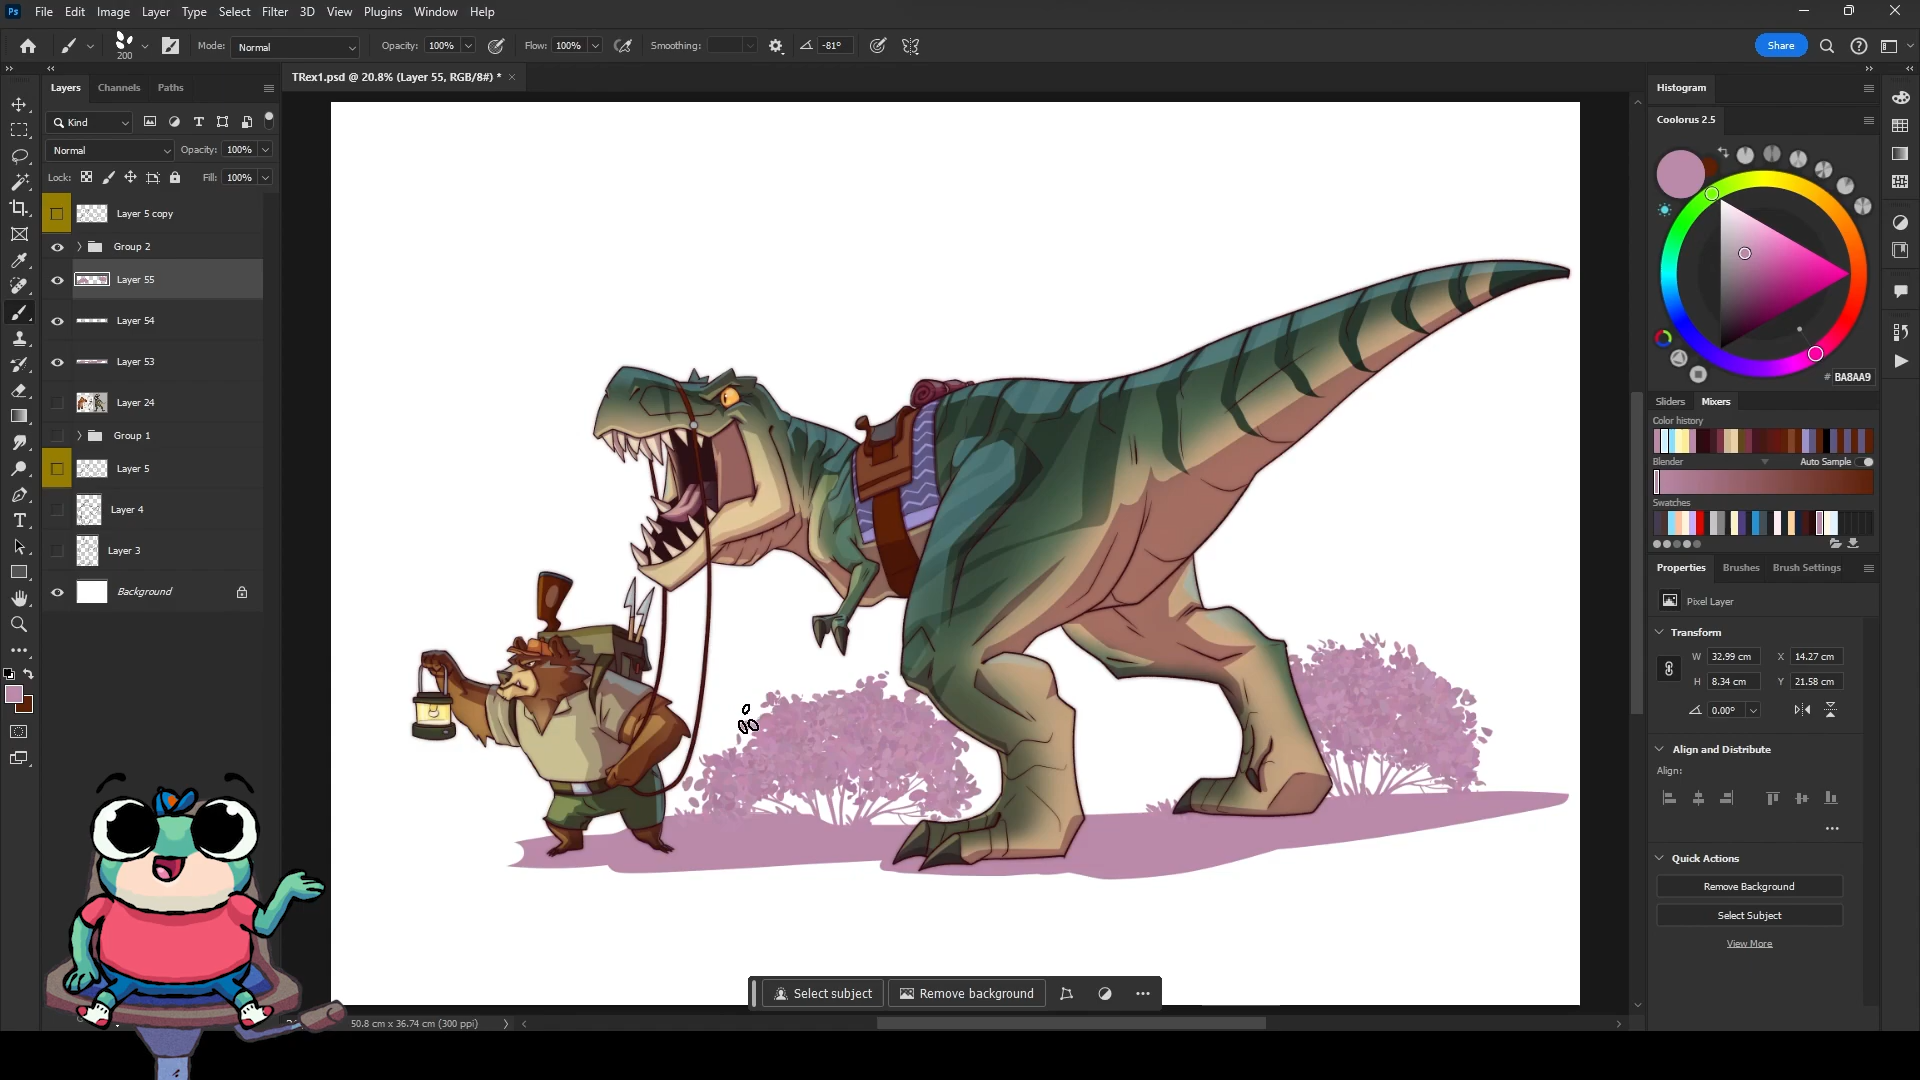 Ps File Edit Image Layer Type Select Filter 3D View Plugins Window Help
200 Mode: Normal Opacity: 100% Flow: 100% Smoothing: -81° Share
Layers Channels Paths
TRex1.psd @ 20.8% (Layer 55, RGB/8#) *
Kind
Normal Opacity: 100%
Lock: Fill: 100%
Layer 5 copy
Group 2
Layer 55
Layer 54
Layer 53
Layer 24
Group 1
Layer 5
Layer 4
Layer 3
Background
Select subject Remove background
50.8 cm x 36.74 cm (300 ppi)
Histogram
Coolorus 2.5
# BA8AA9
Sliders Mixers
Color history
Blender Auto Sample
Swatches
Properties Brushes Brush Settings
Pixel Layer
Transform
W 32.99 cm X 14.27 cm
H 8.34 cm Y 21.58 cm
0.00°
Align and Distribute
Align:
Quick Actions
Remove Background
Select Subject
View More